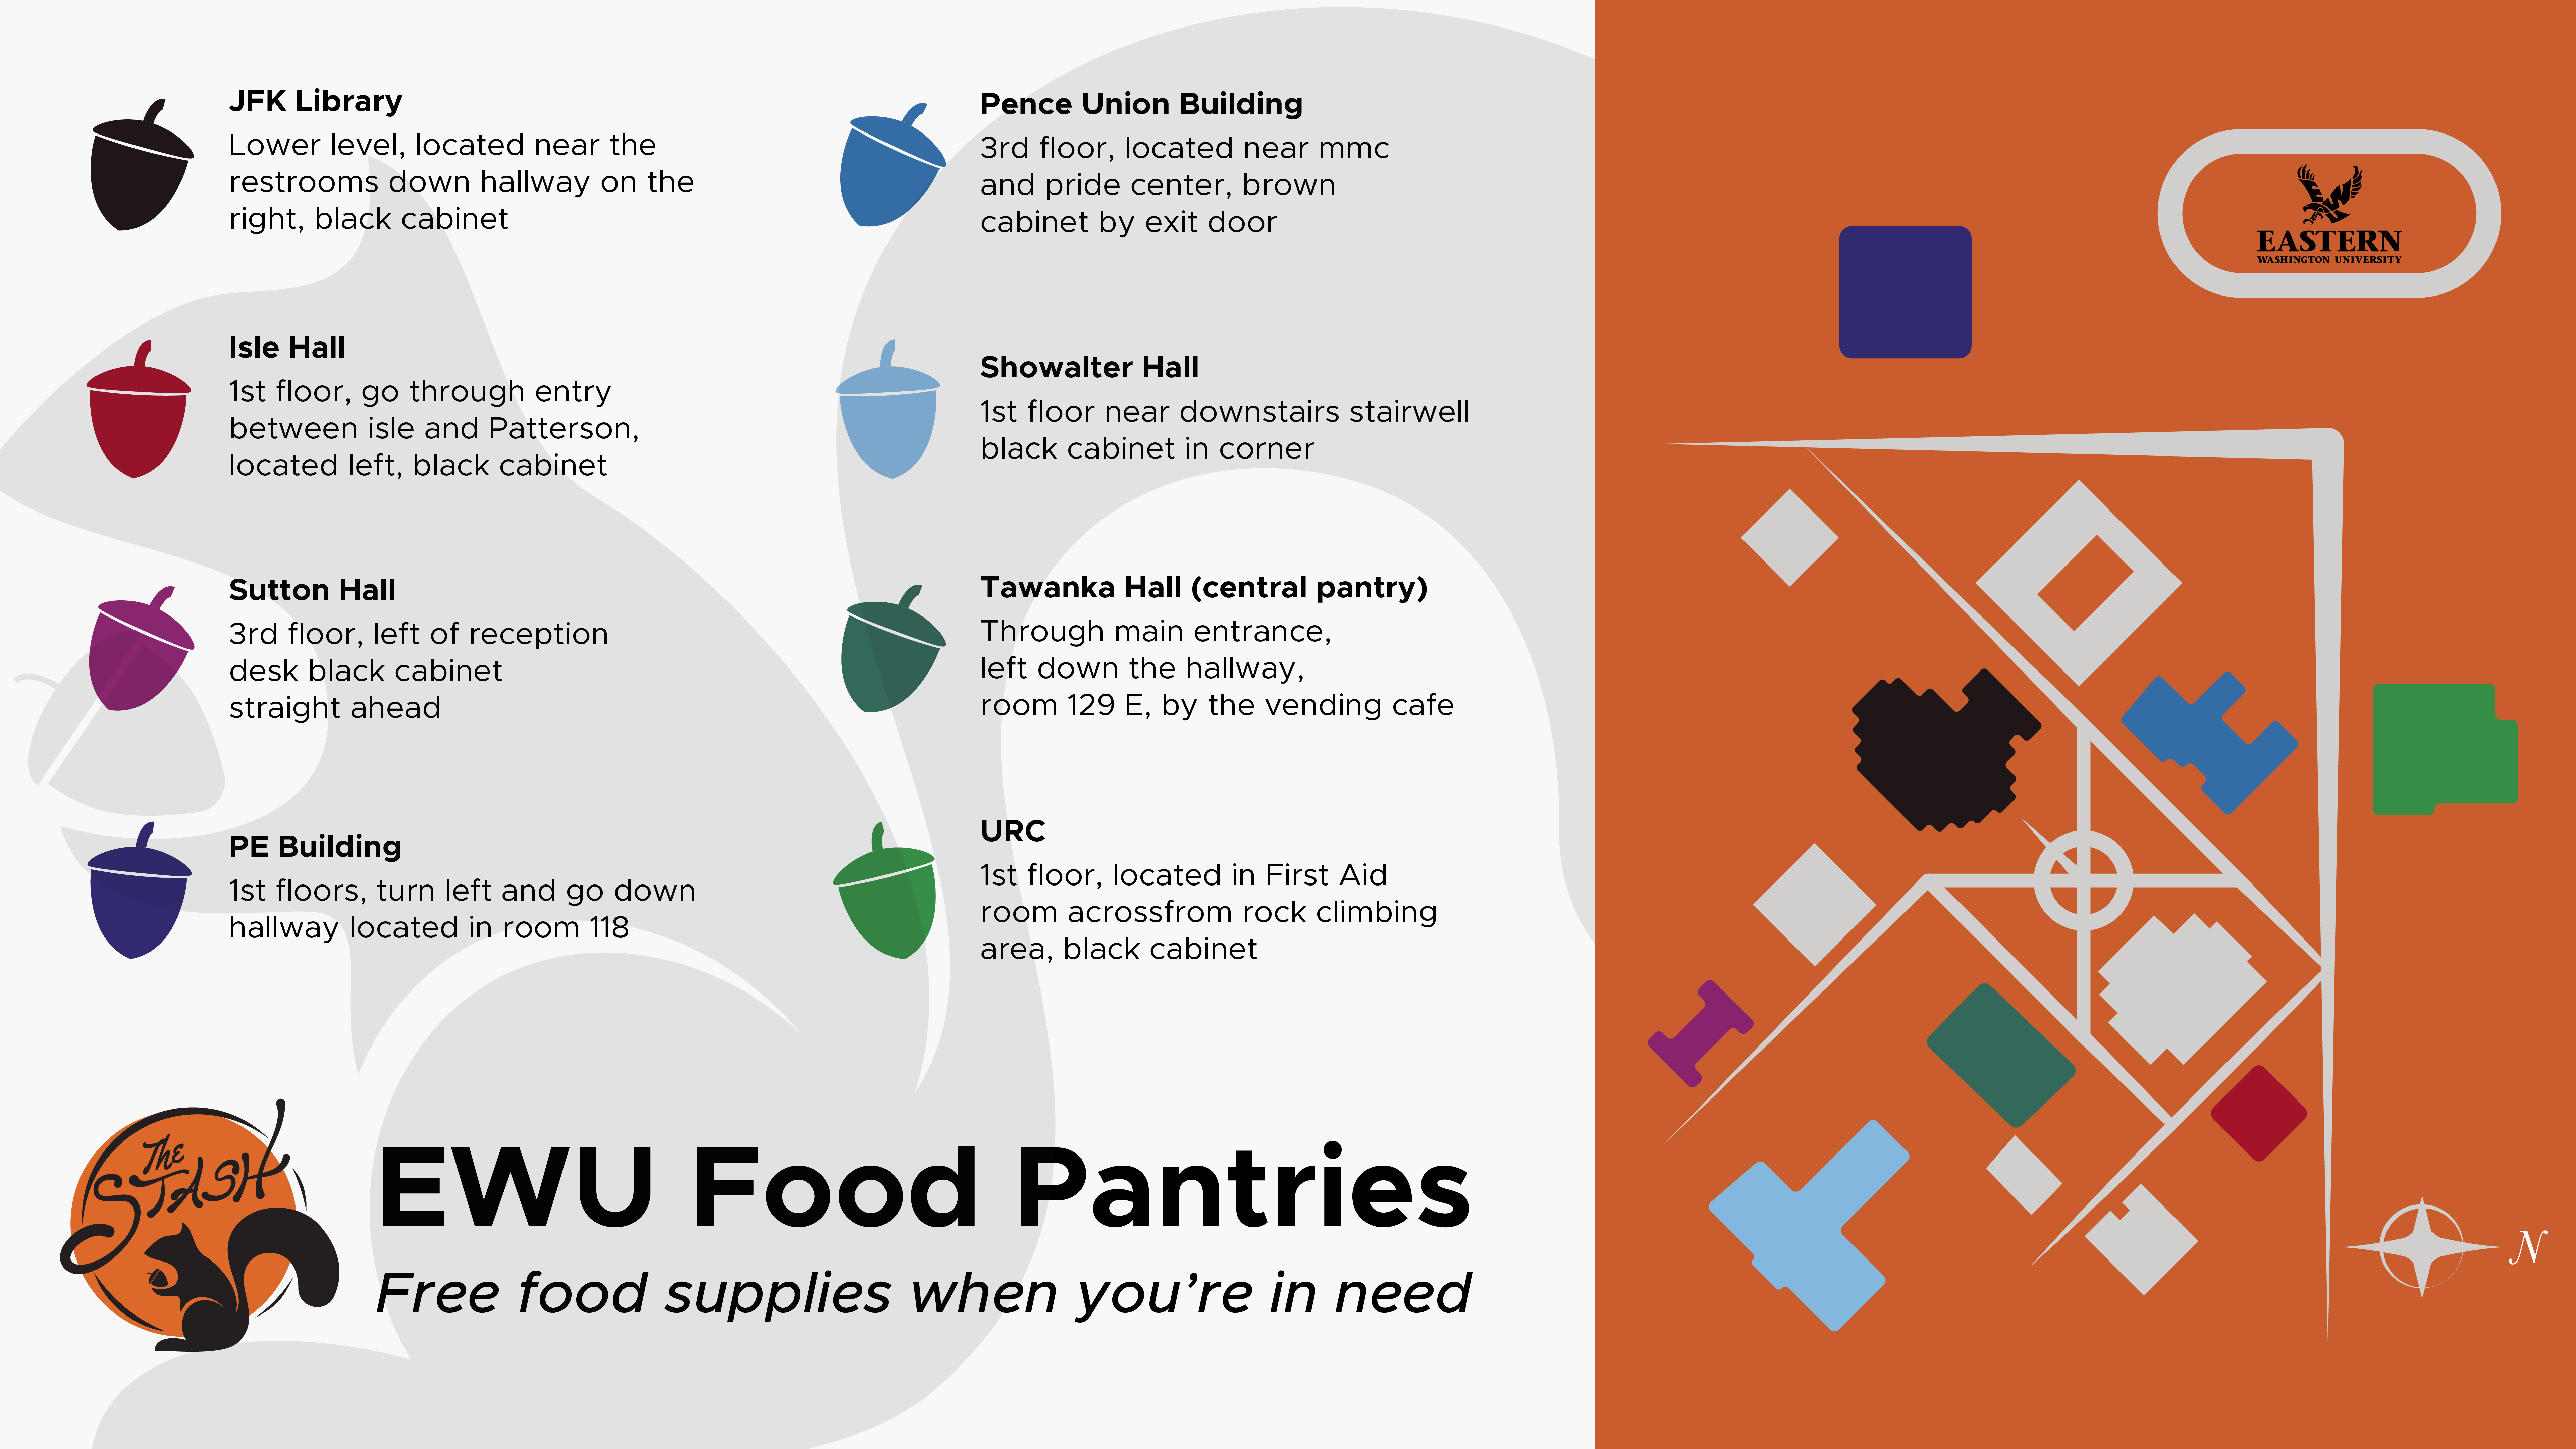 JFK Library
Lower level, located near the
restrooms down hallway on the
right, black cabinet
Isle Hall
1st floor, go through entry
between isle and Patterson,
located left, black cabinet
Sutton Hall
3rd floor, left of reception
desk black cabinet
straight ahead
PE Building
1st floors, turn left and go down
hallway located in room 118
Pence Union Building
3rd floor, located near mmc
and pride center, brown
cabinet by exit door
Showalter Hall
1st floor near downstairs stairwell
black cabinet in corner
Tawanka Hall (central pantry)
Through main entrance,
left down the hallway,
room 129 E, by the vending cafe
URC
1st floor, located in First Aid
room acrossfrom rock climbing
area, black cabinet
The
STASH
EWU Food Pantries
Free food supplies when you’re in need
EASTERN
WASHINGTON UNIVERSITY
N